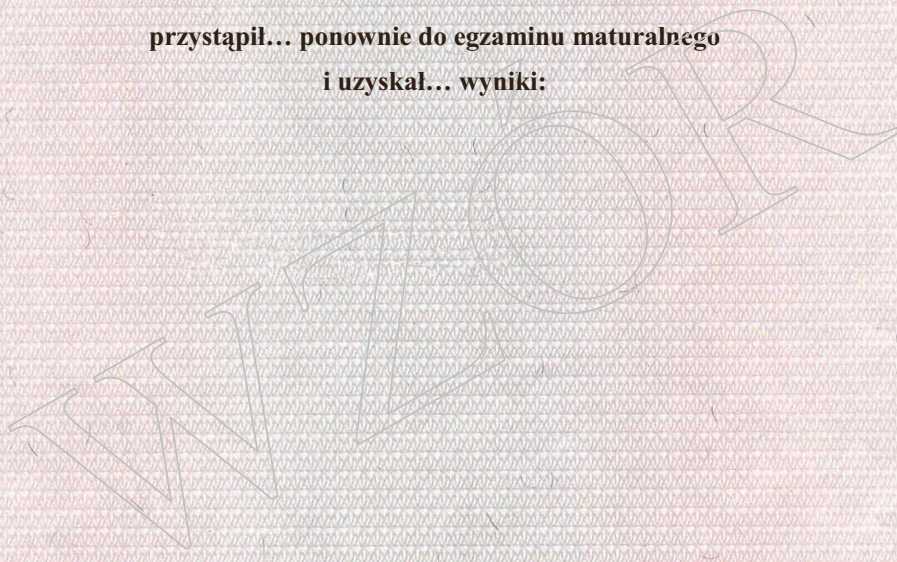 przystąpił… ponownie do egzaminu maturalnego
i uzyskał… wyniki:
WZÓR